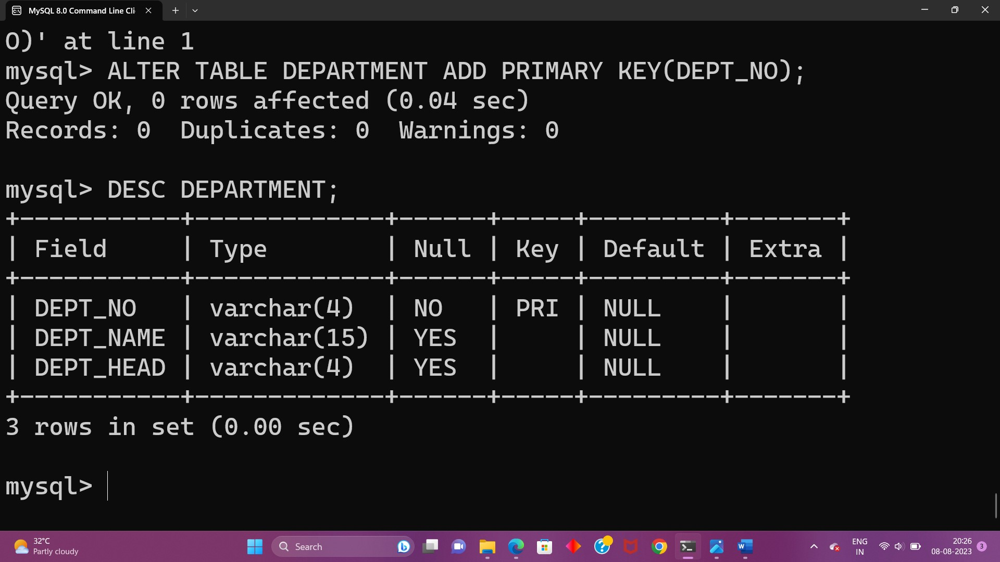 MySQL 8.0 Command Line Cli
O)' at line 1
mysql> ALTER TABLE DEPARTMENT ADD PRIMARY KEY(DEPT_NO);
Query OK, 0 rows affected (0.04 sec)
Records: 0  Duplicates: 0  Warnings: 0
mysql> DESC DEPARTMENT;
+-----------+-------------+------+-----+---------+-------+
| Field     | Type        | Null | Key | Default | Extra |
+-----------+-------------+------+-----+---------+-------+
| DEPT_NO   | varchar(4)  | NO   | PRI | NULL    |       |
| DEPT_NAME | varchar(15) | YES  |     | NULL    |       |
| DEPT_HEAD | varchar(4)  | YES  |     | NULL    |       |
+-----------+-------------+------+-----+---------+-------+
3 rows in set (0.00 sec)
mysql>
32°C
Partly cloudy
Search
ENG
IN
20:26
08-08-2023
3